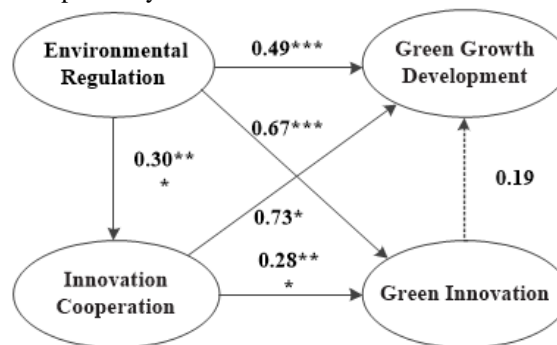 Environmental
Regulation
0.49***
Green Growth
Development
0.67***
0.30**
*
0.19
0.73*
0.28**
*
Innovation
Cooperation
Green Innovation